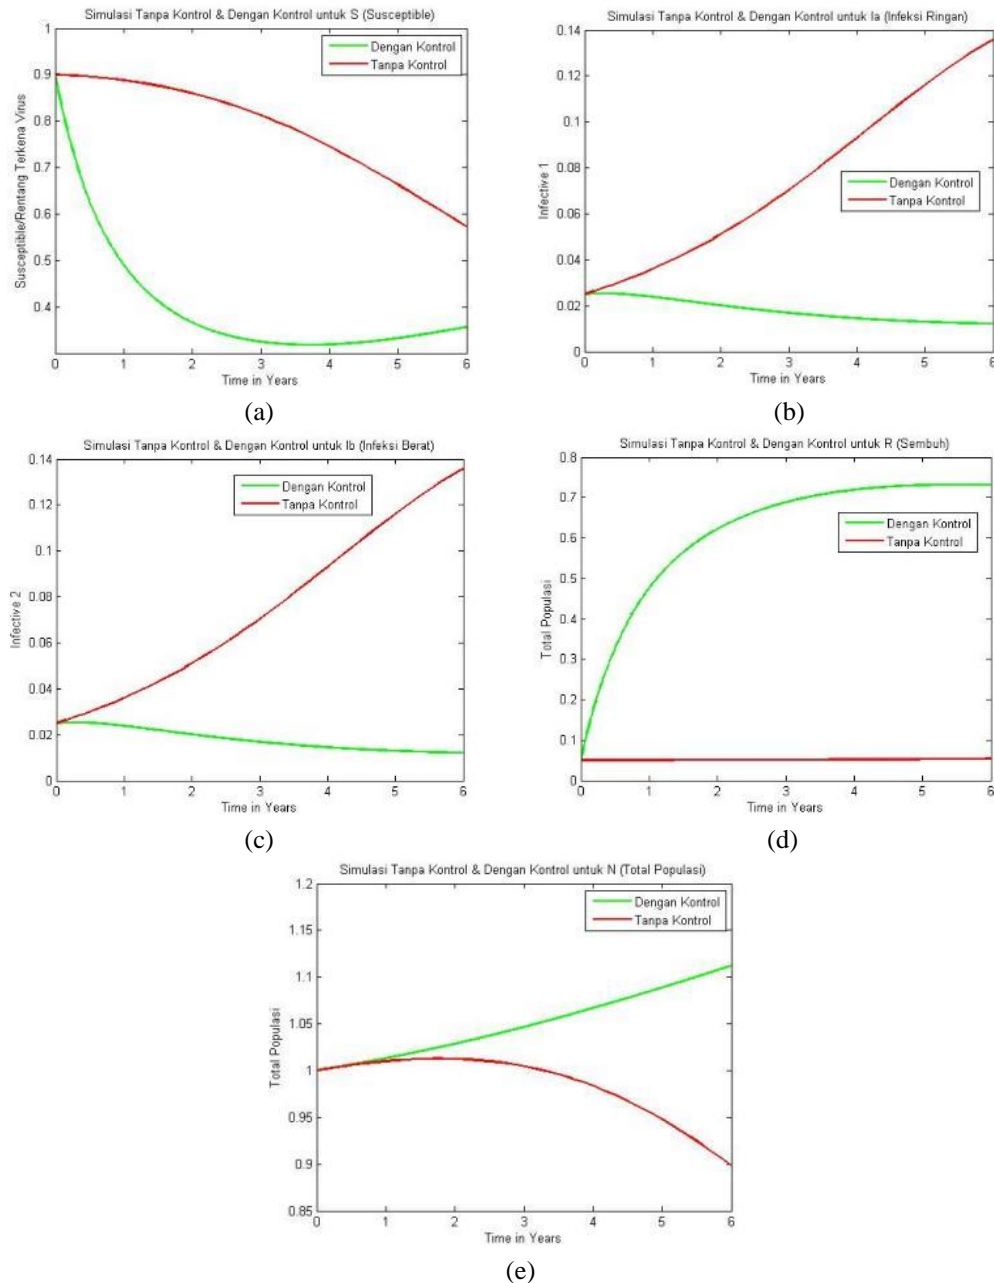 Simulasi Tanpa Kontrol & Dengan Kontrol untuk S (Susceptible)
1
0.9
0.8
0.7
0.6
0.5
0.4
Susceptible/Rentang Terkena Virus
Dengan Kontrol
Tanpa Kontrol
0 1 2 3 4 5 6
Time in Years
(a)
Simulasi Tanpa Kontrol & Dengan Kontrol untuk Ia (Infeksi Ringan)
0.14
0.12
0.1
0.08
0.06
0.04
0.02
0
Infective 1
Dengan Kontrol
Tanpa Kontrol
0 1 2 3 4 5 6
Time in Years
(b)
Simulasi Tanpa Kontrol & Dengan Kontrol untuk Ib (Infeksi Berat)
0.14
0.12
0.1
0.08
0.06
0.04
0.02
0
Infective 2
Dengan Kontrol
Tanpa Kontrol
0 1 2 3 4 5 6
Time in Years
(c)
Simulasi Tanpa Kontrol & Dengan Kontrol untuk R (Sembuh)
0.8
0.7
0.6
0.5
0.4
0.3
0.2
0.1
0
Total Populasi
Dengan Kontrol
Tanpa Kontrol
0 1 2 3 4 5 6
Time in Years
(d)
Simulasi Tanpa Kontrol & Dengan Kontrol untuk N (Total Populasi)
1.2
1.15
1.1
1.05
1
0.95
0.9
0.85
Total Populasi
Dengan Kontrol
Tanpa Kontrol
0 1 2 3 4 5 6
Time in Years
(e)